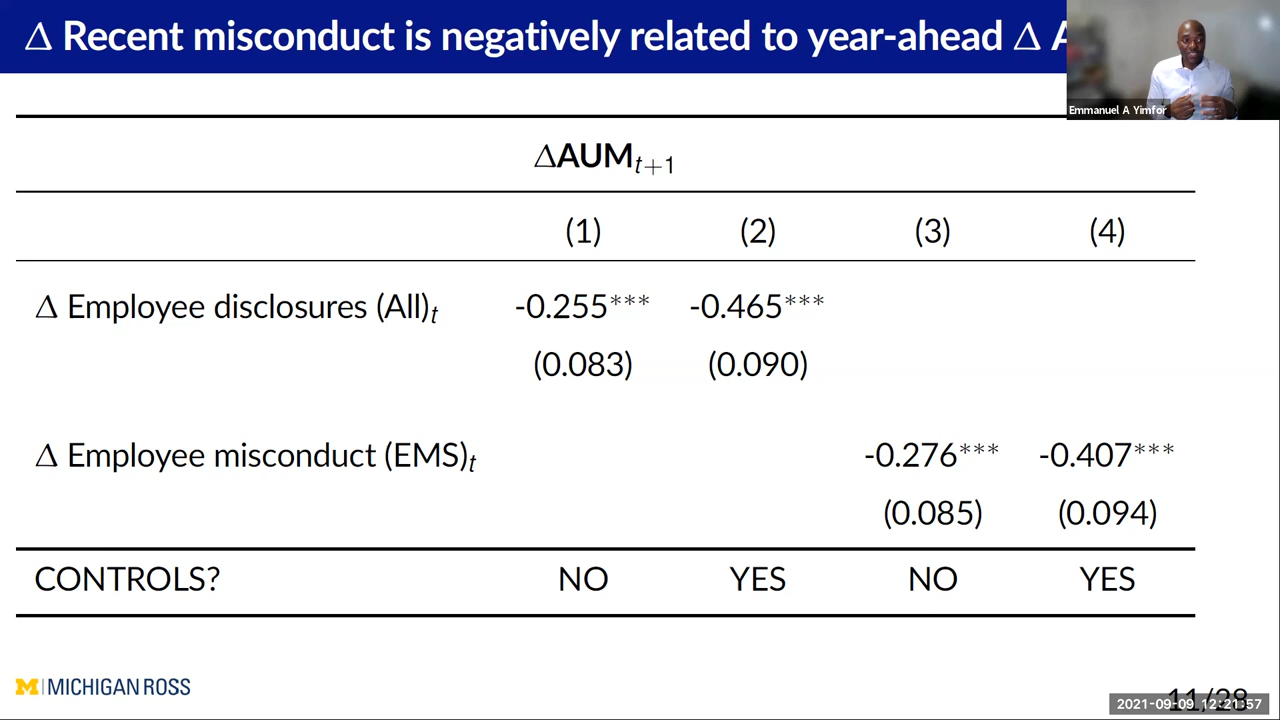 Δ Recent misconduct is negatively related to year-ahead Δ
Emmanuel A Yimfor
ΔAUM_{t+1}
(1) (2) (3) (4)
Δ Employee disclosures (All)_t -0.255*** -0.465***
(0.083) (0.090)
Δ Employee misconduct (EMS)_t -0.276*** -0.407***
(0.085) (0.094)
CONTROLS? NO YES NO YES
M | MICHIGAN ROSS
11/28
2021-09-09 12:21:57